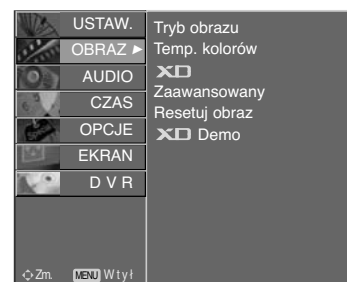 USTAW.
OBRAZ ►
AUDIO
CZAS
OPCJE
EKRAN
D V R
Tryb obrazu
Temp. kolorów
XD
Zaawansowany
Resetuj obraz
XD Demo
Zm. MENU Wtył